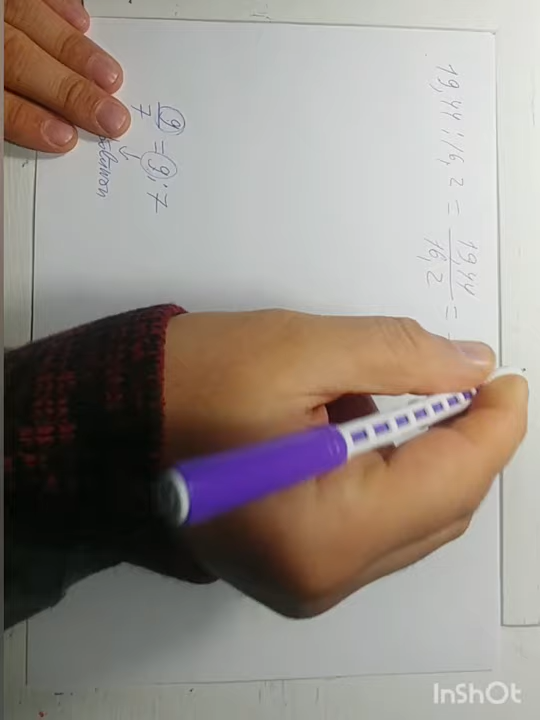 19,44:16,2 = 19,44/16,2 =
9/7 = 9:7
InShOt